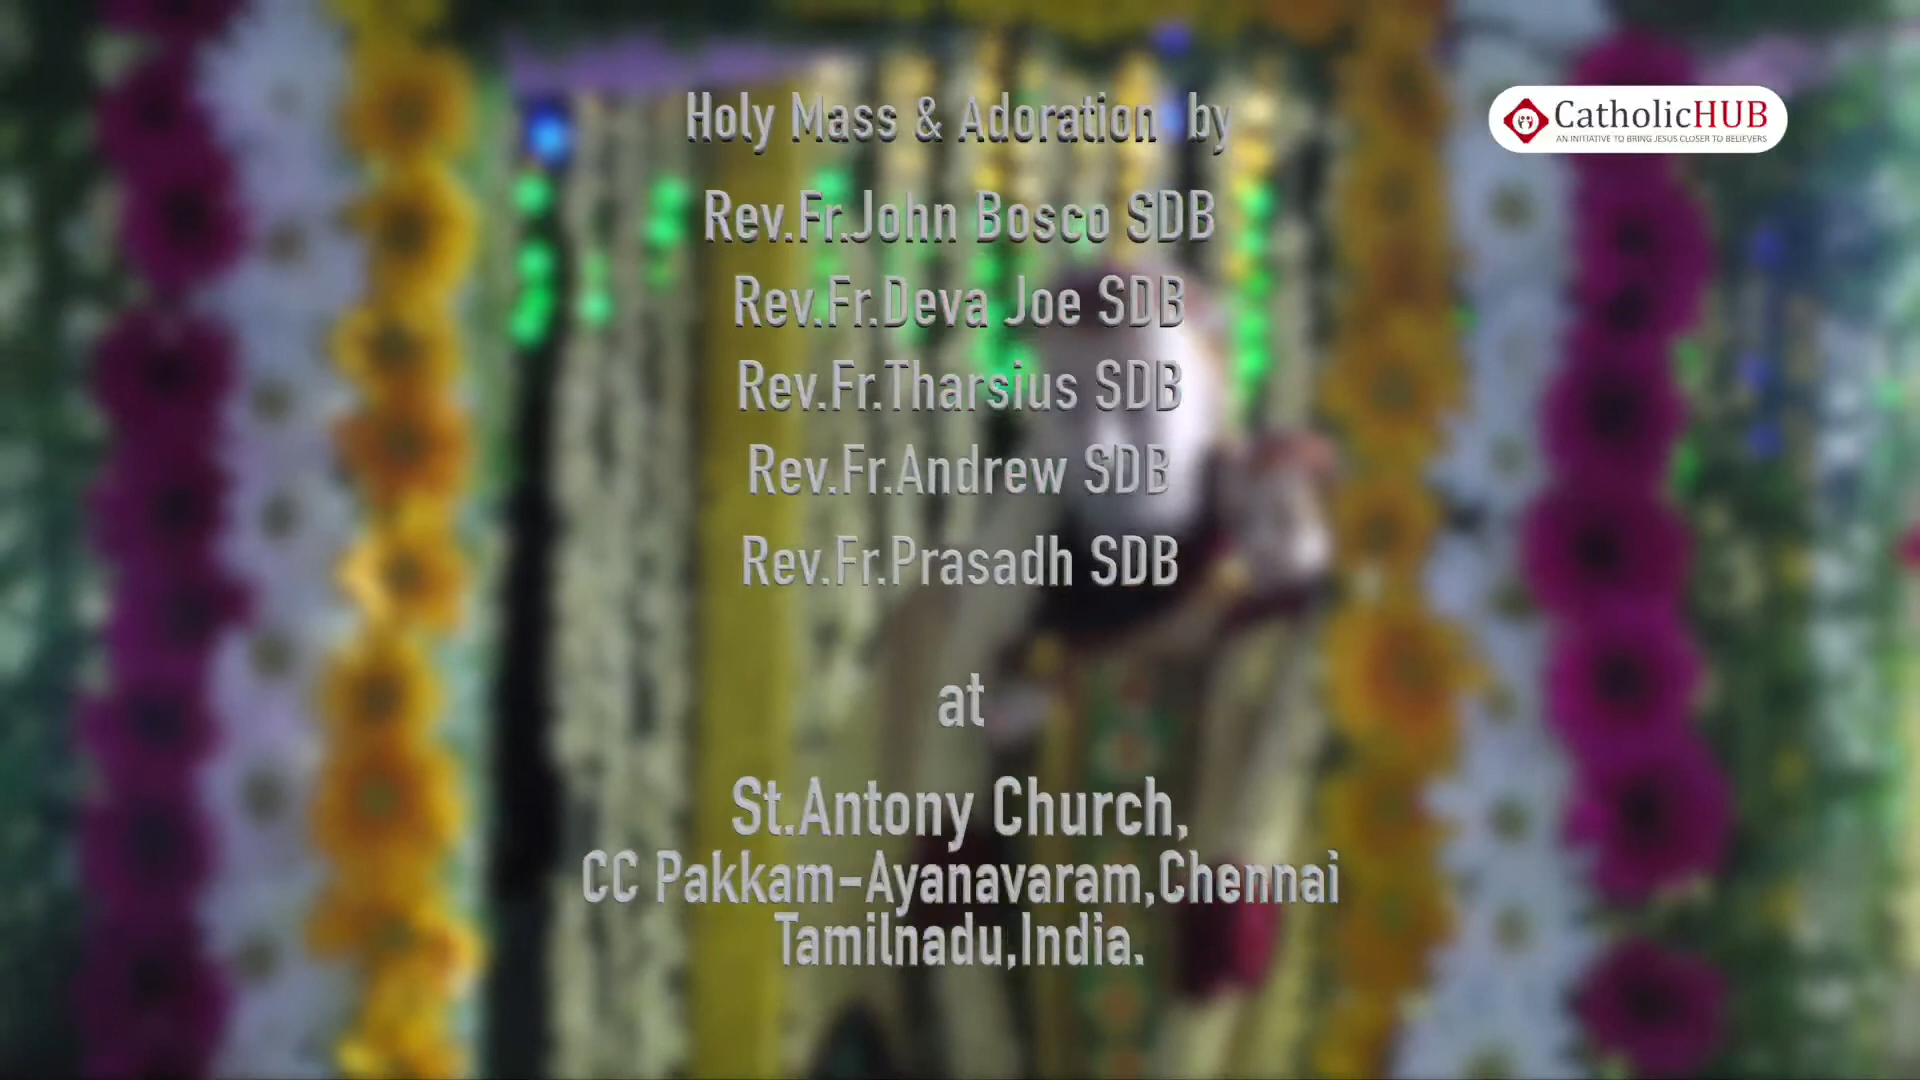 Holy Mass & Adoration by
CatholicHUB
AN INITIATIVE TO BRING JESUS CLOSER TO BELIEVERS
Rev.Fr.John Bosco SDB
Rev.Fr.Deva Joe SDB
Rev.Fr.Tharsius SDB
Rev.Fr.Andrew SDB
Rev.Fr.Prasadh SDB
at
St.Antony Church,
CC Pakkam-Ayanavaram,Chennai
Tamilnadu,India.